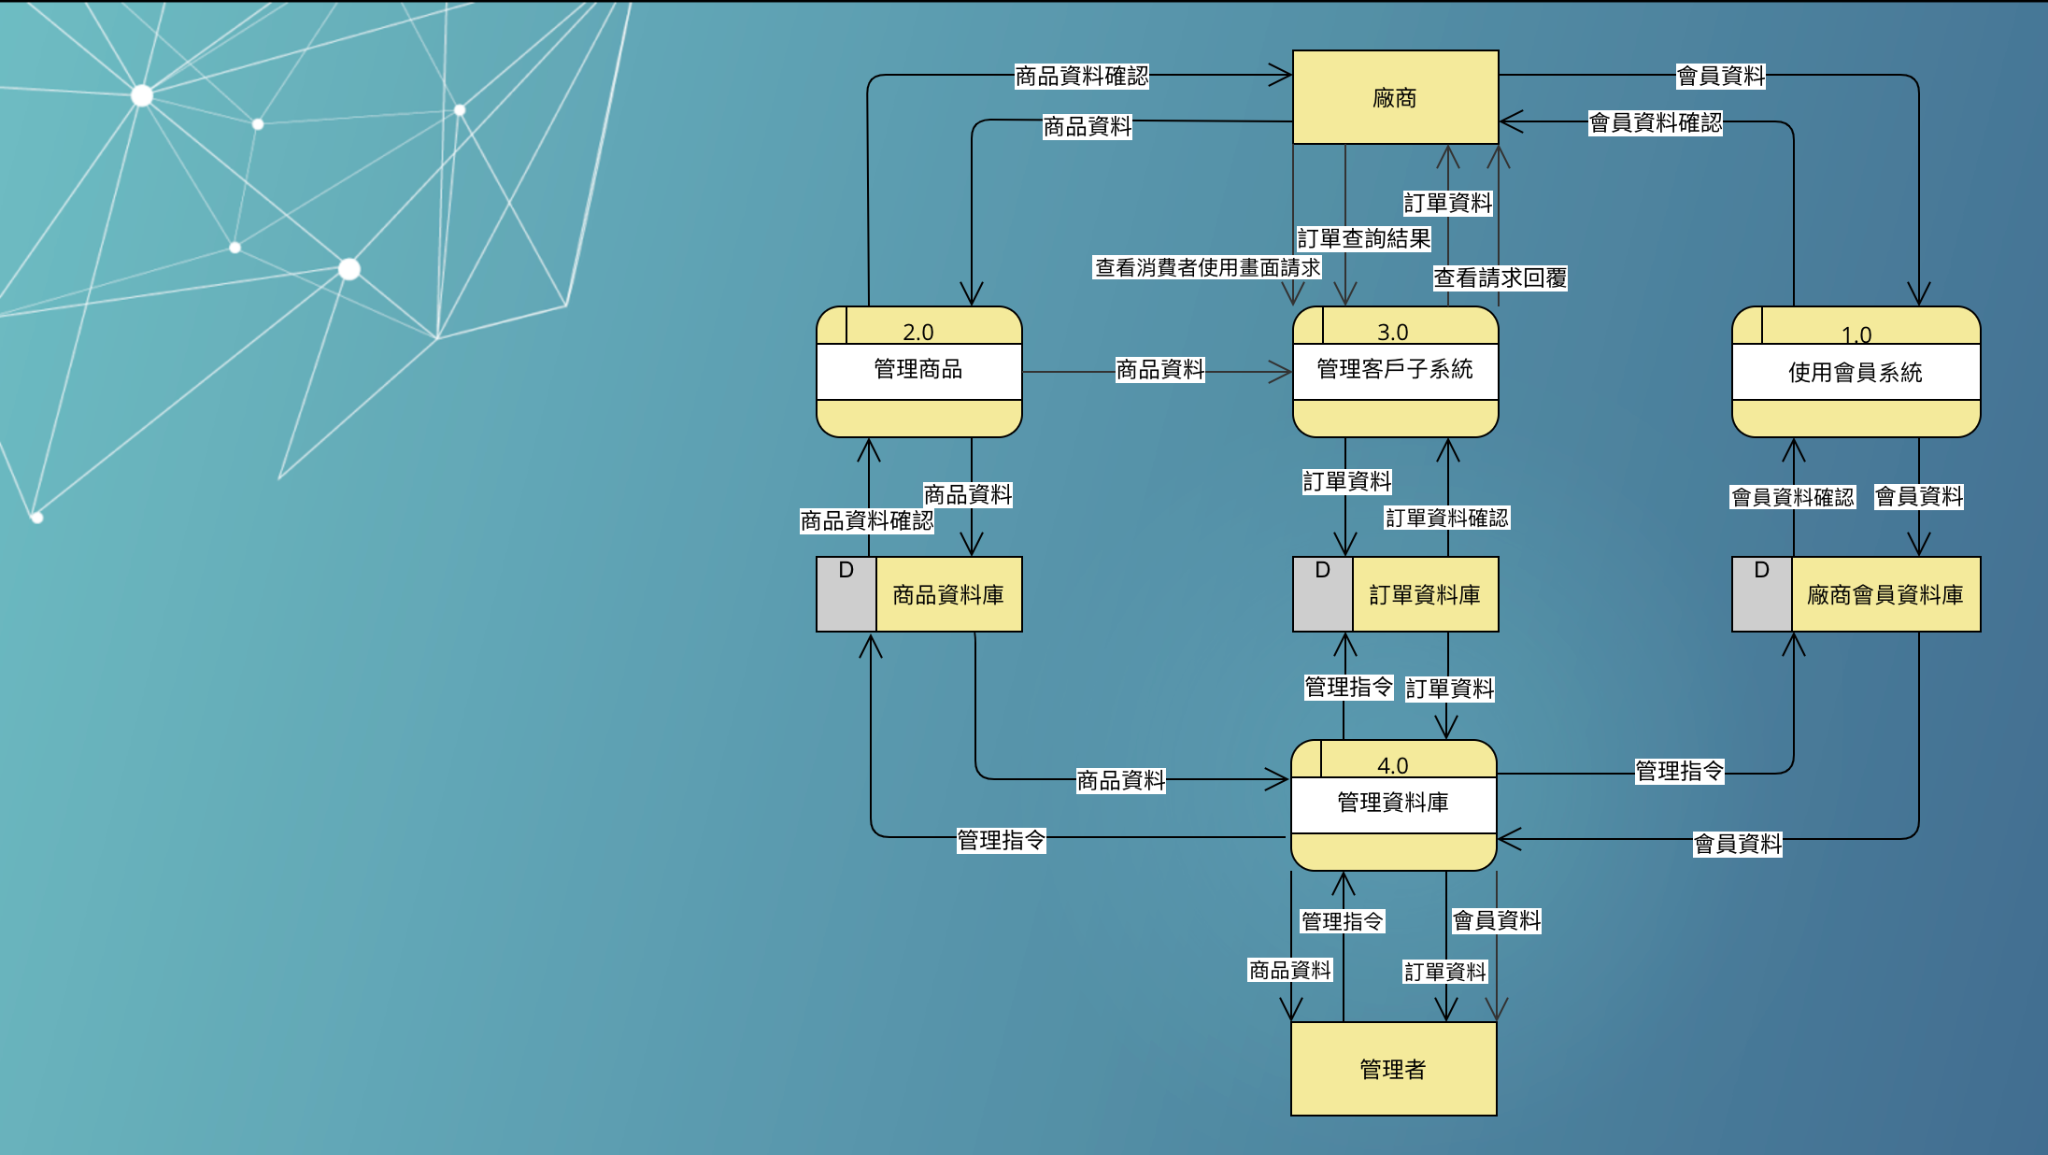 商品資料確認
廠商
會員資料
商品資料
會員資料確認
訂單資料
訂單查詢結果
查看消費者使用畫面請求
查看請求回覆
2.0
管理商品
商品資料
3.0
管理客戶子系統
1.0
使用會員系統
商品資料
商品資料確認
訂單資料
訂單資料確認
會員資料確認
會員資料
D
商品資料庫
D
訂單資料庫
D
廠商會員資料庫
管理指令
訂單資料
商品資料
管理指令
4.0
管理資料庫
管理指令
會員資料
管理指令
會員資料
商品資料
訂單資料
管理者